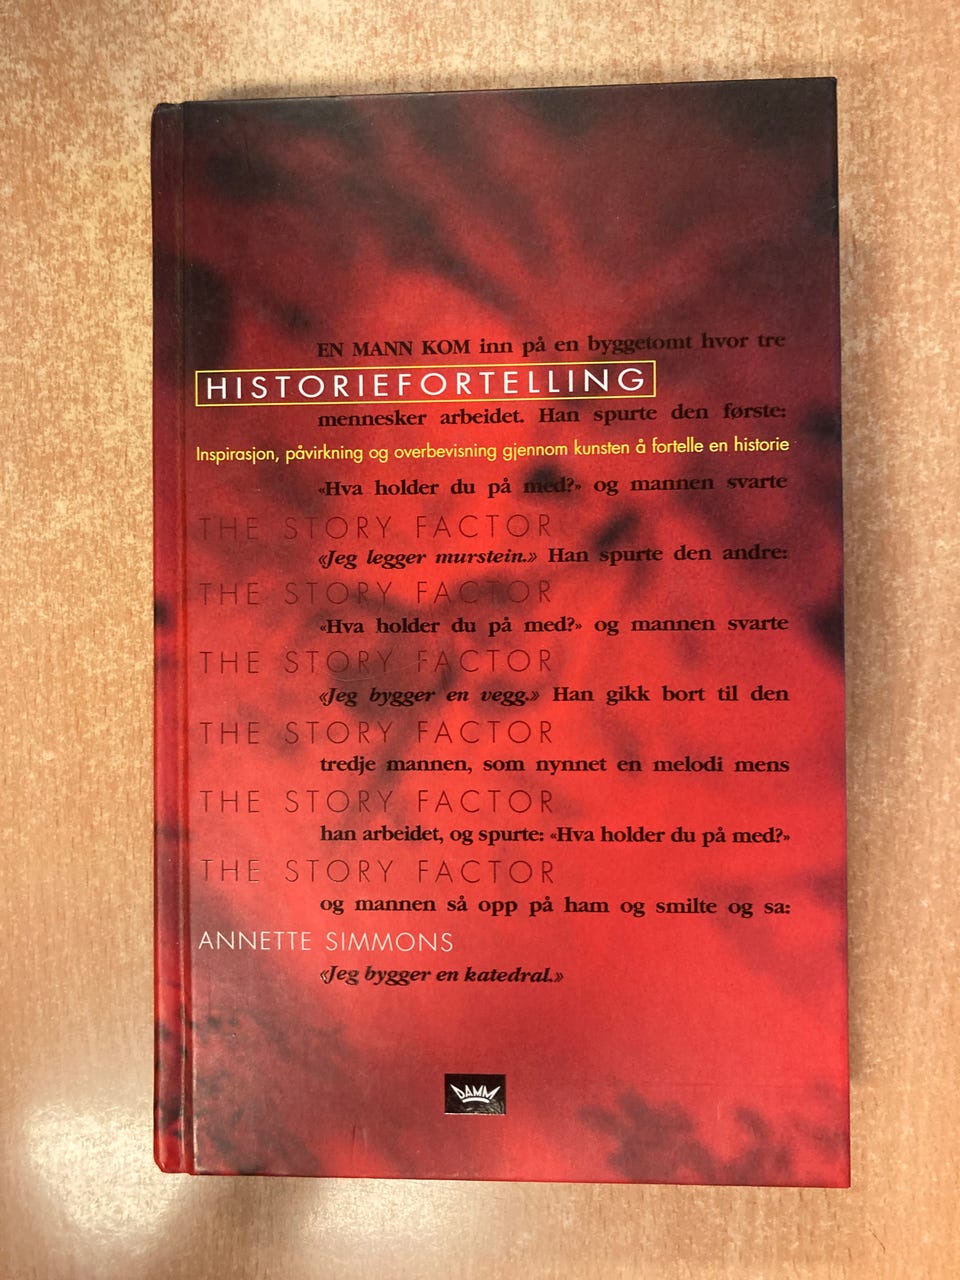 EN MANN KOM inn på en byggetomt hvor tre
HISTORIEFORTELLING
mennesker arbeidet. Han spurte den første:
Inspirasjon, påvirkning og overbevisning gjennom kunsten å fortelle en historie
«Hva holder du på med?» og mannen svarte
THE STORY FACTOR
«Jeg legger murstein.» Han spurte den andre:
THE STORY FACTOR
«Hva holder du på med?» og mannen svarte
THE STORY FACTOR
«Jeg bygger en vegg.» Han gikk bort til den
THE STORY FACTOR
tredje mannen, som nynnet en melodi mens
THE STORY FACTOR
han arbeidet, og spurte: «Hva holder du på med?»
THE STORY FACTOR
og mannen så opp på ham og smilte og sa:
ANNETTE SIMMONS
«Jeg bygger en katedral.»
DAMM